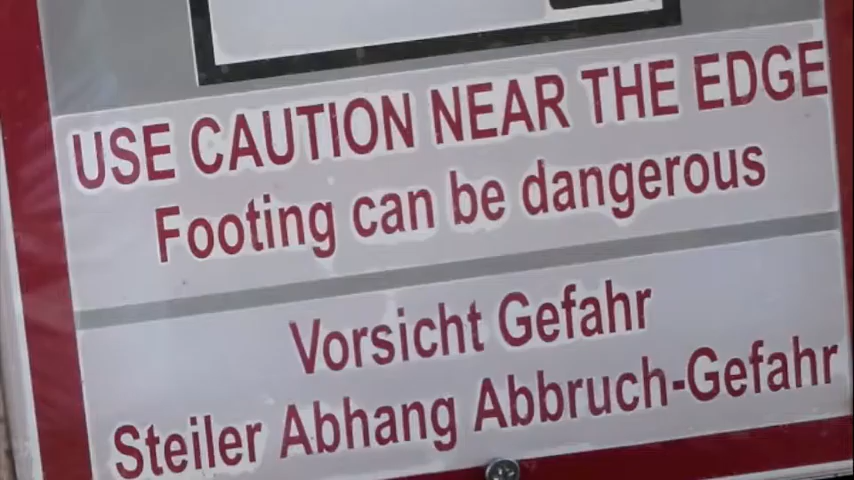 USE CAUTION NEAR THE EDGE
Footing can be dangerous
Vorsicht Gefahr
Steiler Abhang Abbruch-Gefahr